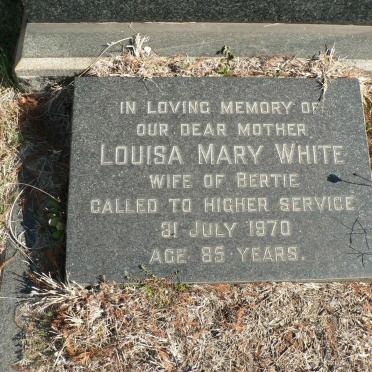 IN LOVING MEMORY OF
OUR DEAR MOTHER
LOUISA MARY WHITE
WIFE OF BERTIE
CALLED TO HIGHER SERVICE
31 JULY 1970
AGE 85 YEARS.